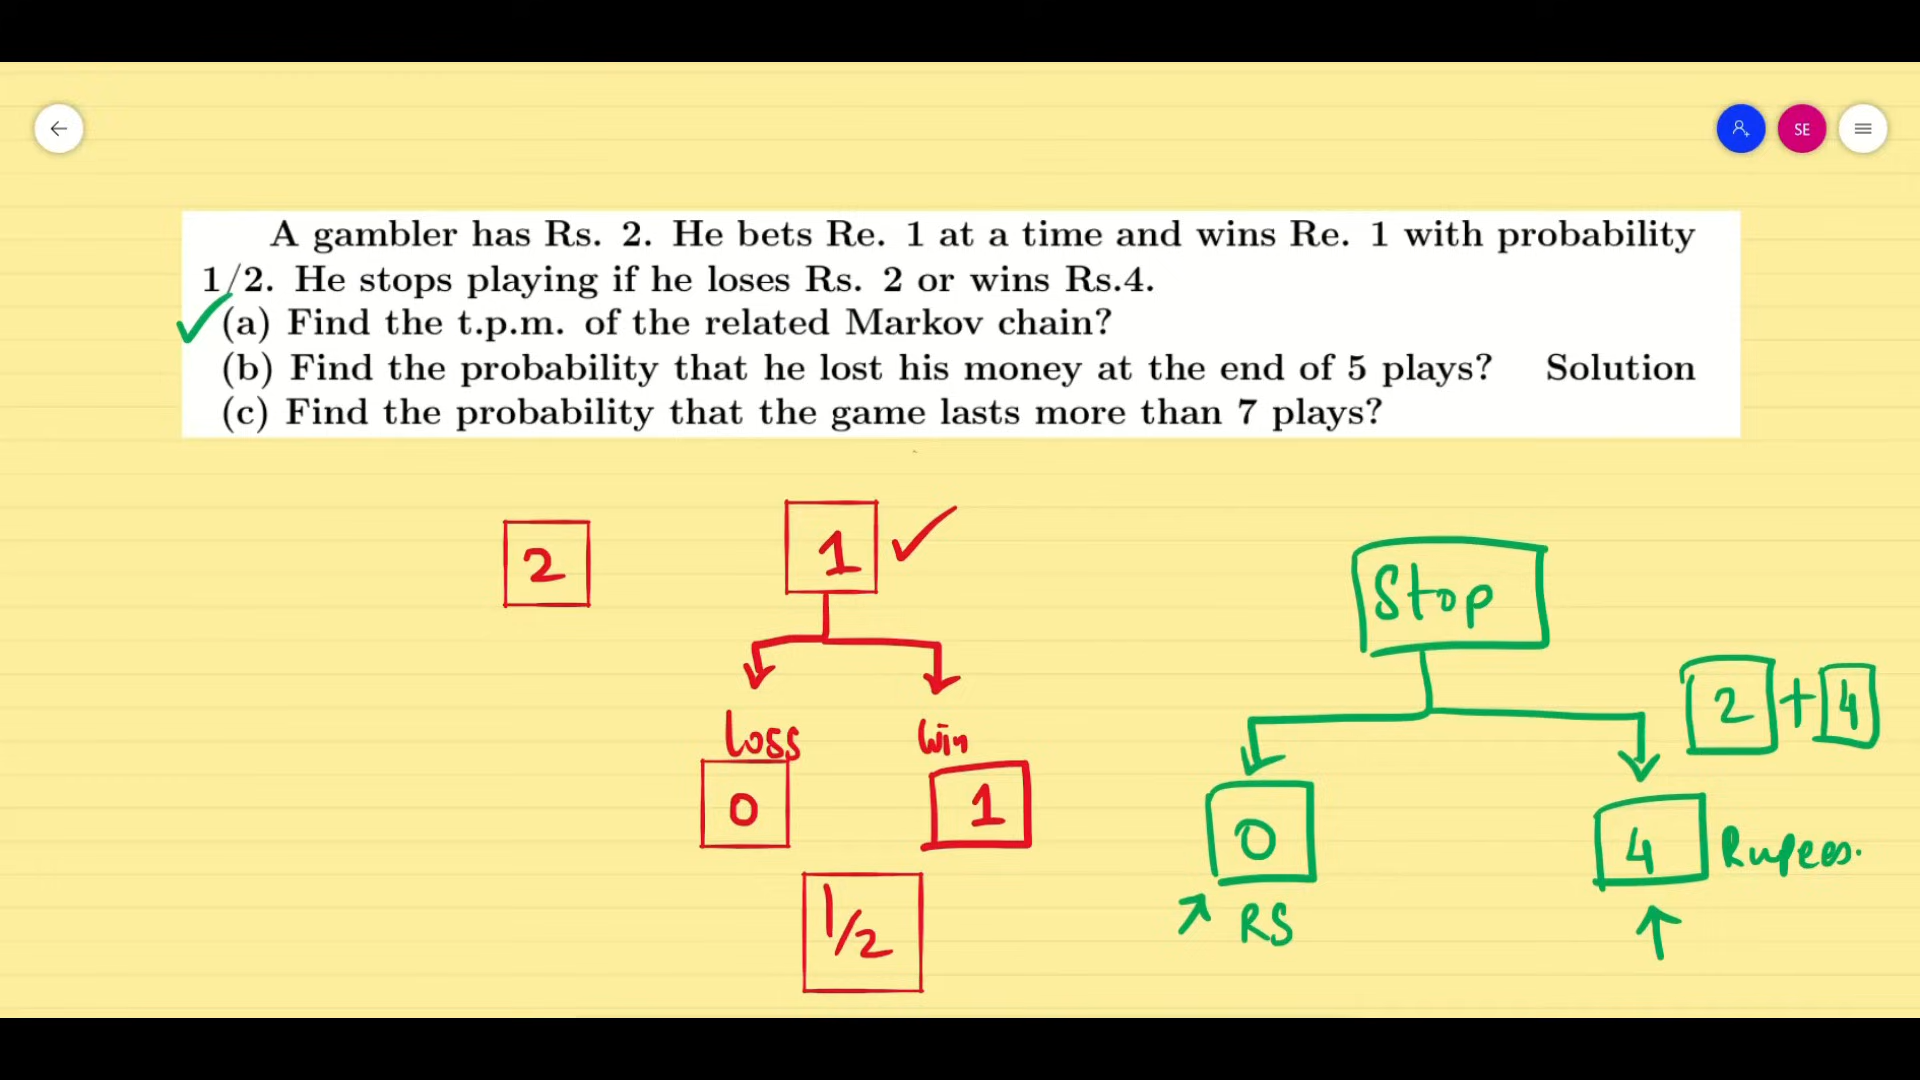 SE
A gambler has Rs. 2. He bets Re. 1 at a time and wins Re. 1 with probability
1/2. He stops playing if he loses Rs. 2 or wins Rs.4.
(a) Find the t.p.m. of the related Markov chain?
(b) Find the probability that he lost his money at the end of 5 plays? Solution
(c) Find the probability that the game lasts more than 7 plays?
2
1
Loss
Win
0
1
1/2
Stop
2 + 4
0
RS
4 Rupees.